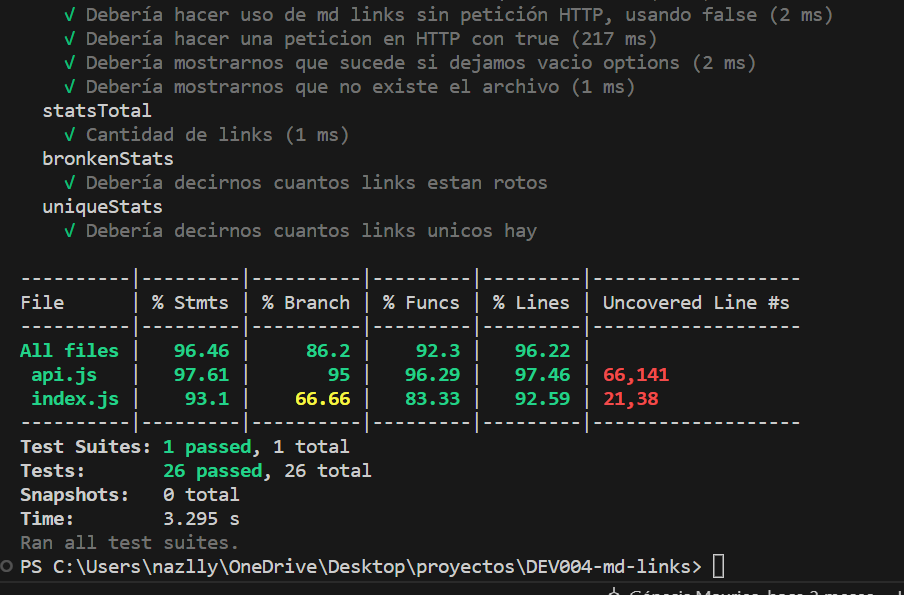 √ Debería hacer uso de md links sin petición HTTP, usando false (2 ms)
√ Debería hacer una peticion en HTTP con true (217 ms)
√ Debería mostrarnos que sucede si dejamos vacio options (2 ms)
√ Debería mostrarnos que no existe el archivo (1 ms)
statsTotal
√ Cantidad de links (1 ms)
bronkenStats
√ Debería decirnos cuantos links estan rotos
uniqueStats
√ Debería decirnos cuantos links unicos hay
----------|---------|----------|---------|---------|-------------------
File      | % Stmts | % Branch | % Funcs | % Lines | Uncovered Line #s
----------|---------|----------|---------|---------|-------------------
All files |   96.46 |     86.2 |    92.3 |   96.22 |
 api.js   |   97.61 |       95 |   96.29 |   97.46 | 66,141
 index.js |    93.1 |    66.66 |   83.33 |   92.59 | 21,38
----------|---------|----------|---------|---------|-------------------
Test Suites: 1 passed, 1 total
Tests:       26 passed, 26 total
Snapshots:   0 total
Time:        3.295 s
Ran all test suites.
PS C:\Users\nazlly\OneDrive\Desktop\proyectos\DEV004-md-links>